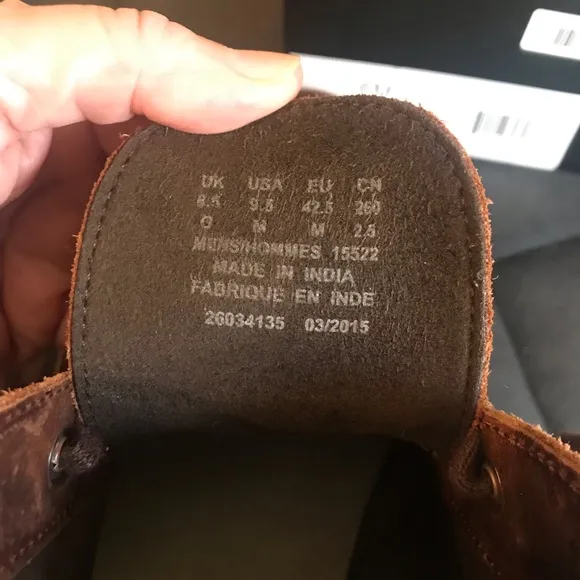 UK USA EU CN
8.5 9.5 42.5 260
G M M 2.5
MENS/HOMMES 15522
MADE IN INDIA
FABRIQUE EN INDE
26034135 03/2015